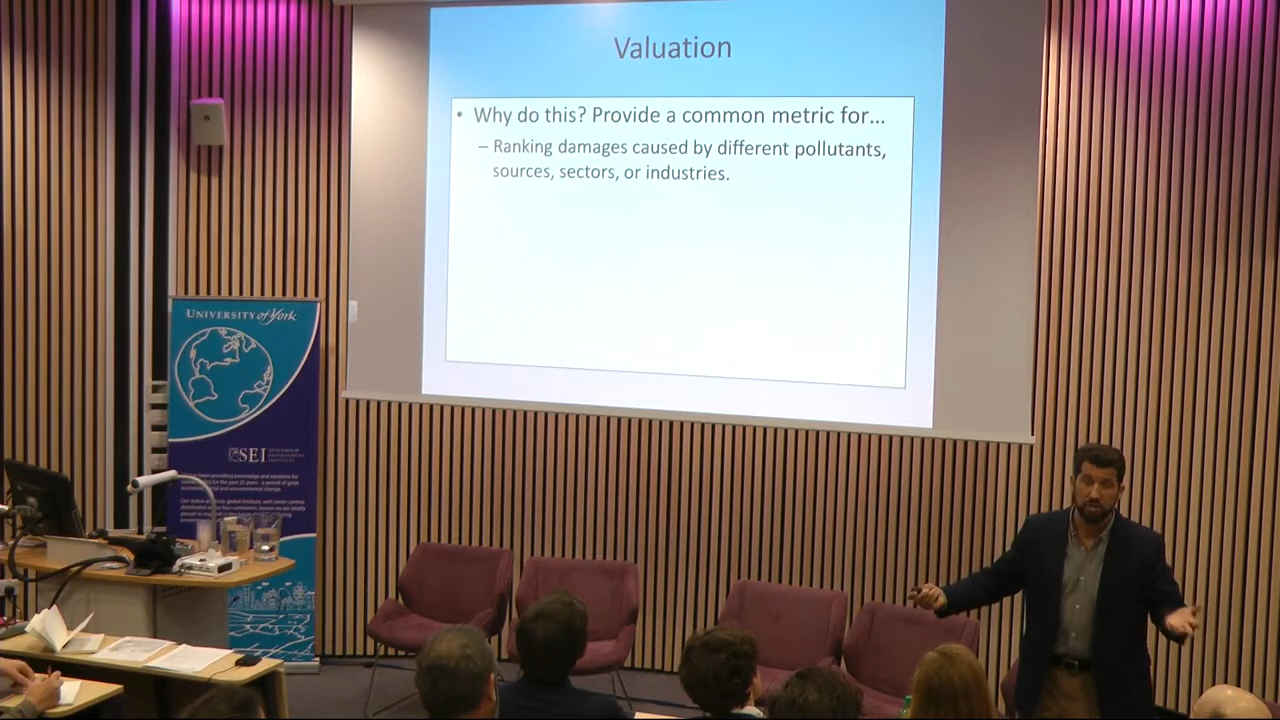 Valuation
• Why do this? Provide a common metric for...
– Ranking damages caused by different pollutants,
sources, sectors, or industries.
UNIVERSITY of York
SEI